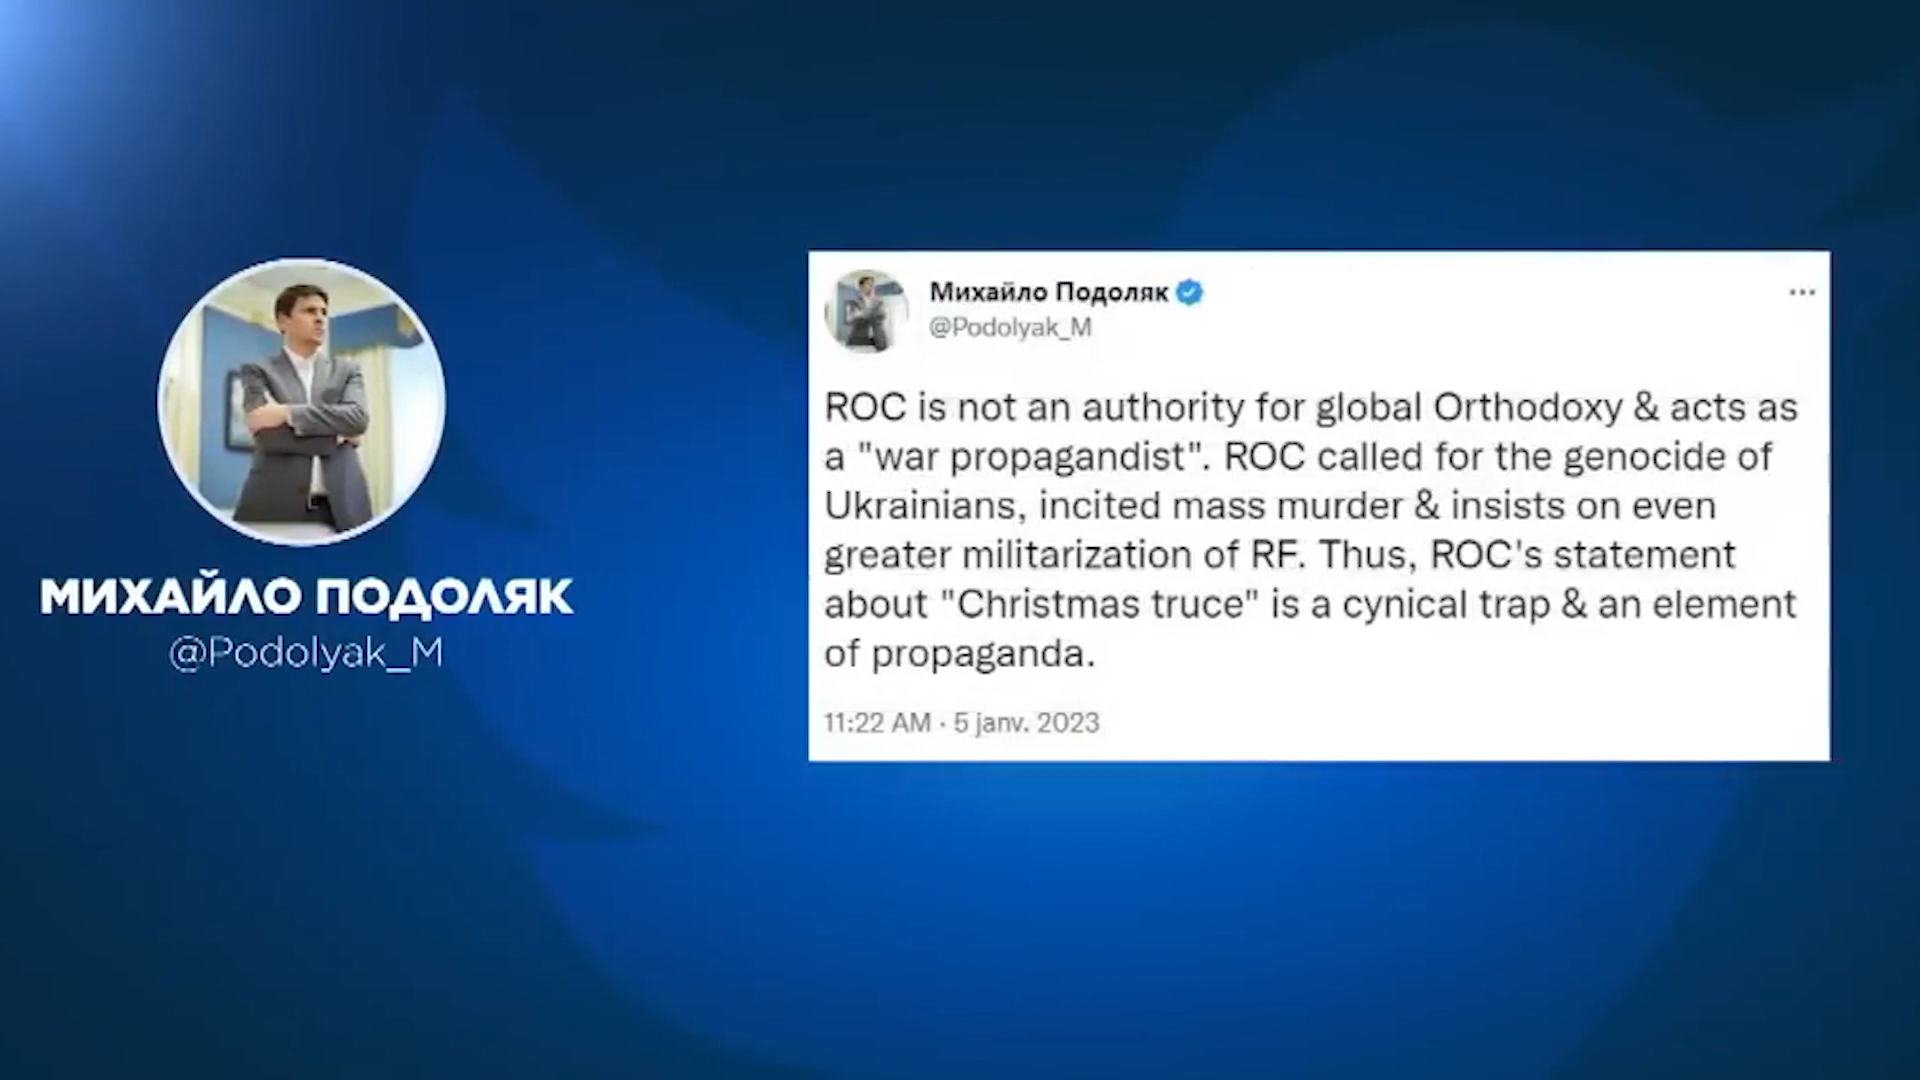 МИХАЙЛО ПОДОЛЯК
@Podolyak_M
Михайло Подоляк
@Podolyak_M
ROC is not an authority for global Orthodoxy & acts as
a "war propagandist". ROC called for the genocide of
Ukrainians, incited mass murder & insists on even
greater militarization of RF. Thus, ROC's statement
about "Christmas truce" is a cynical trap & an element
of propaganda.
11:22 AM · 5 janv. 2023